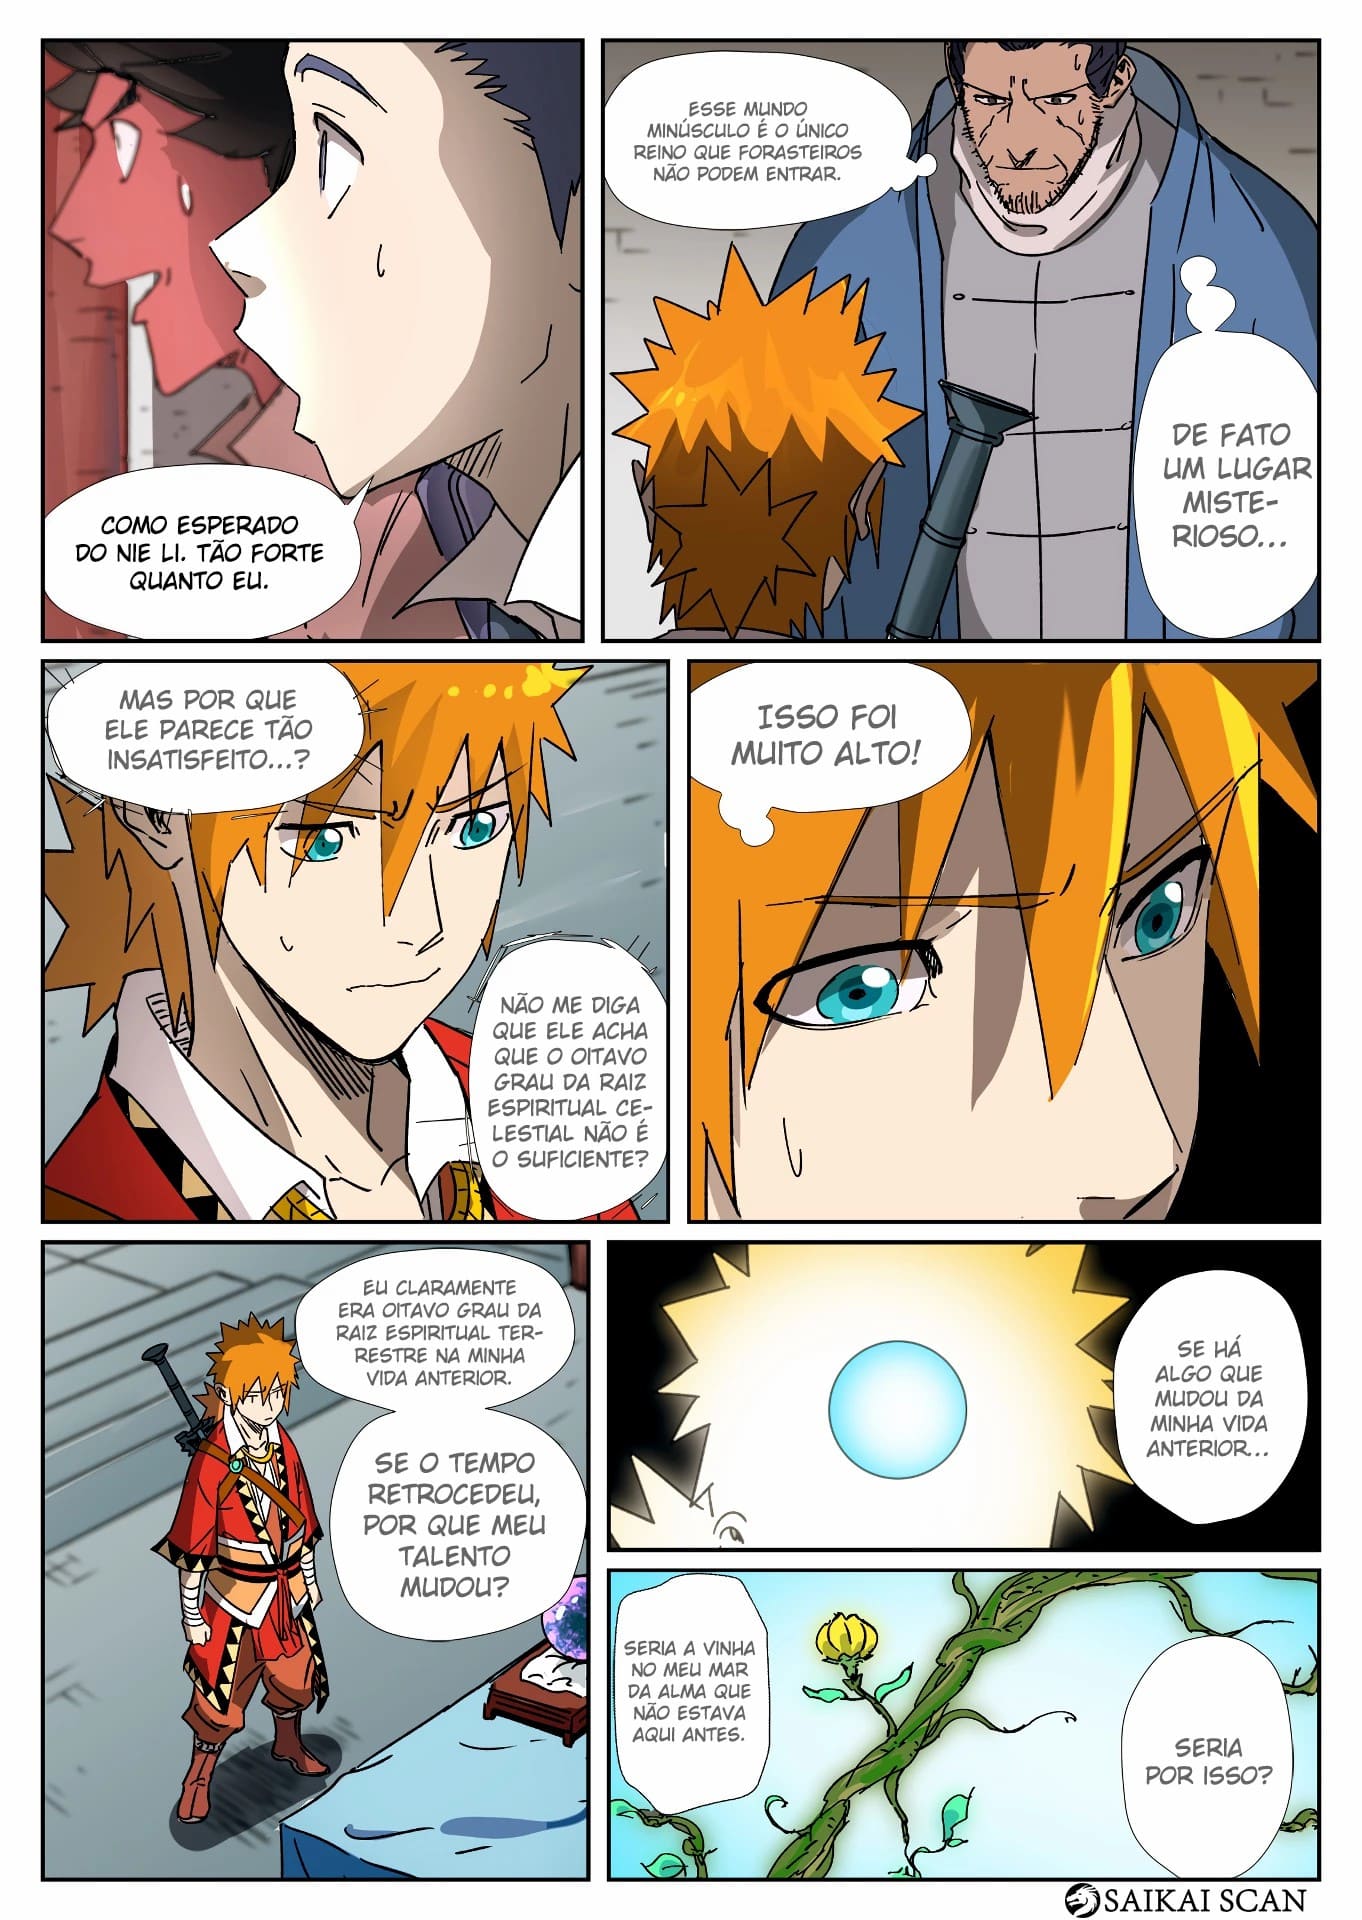 COMO ESPERADO
DO NIE LI. TÃO FORTE
QUANTO EU.
ESSE MUNDO
MINÚSCULO É O ÚNICO
REINO QUE FORASTEIROS
NÃO PODEM ENTRAR.
DE FATO
UM LUGAR
MISTE-
RIOSO...
MAS POR QUE
ELE PARECE TÃO
INSATISFEITO...?
NÃO ME DIGA
QUE ELE ACHA
QUE O OITAVO
GRAU DA RAIZ
ESPIRITUAL CE-
LESTIAL NÃO É
O SUFICIENTE?
ISSO FOI
MUITO ALTO!
EU CLARAMENTE
ERA OITAVO GRAU DA
RAIZ ESPIRITUAL TER-
RESTRE NA MINHA
VIDA ANTERIOR.
SE O TEMPO
RETROCEDEU,
POR QUE MEU
TALENTO
MUDOU?
SE HÁ
ALGO QUE
MUDOU DA
MINHA VIDA
ANTERIOR...
SERIA A VINHA
NO MEU MAR
DA ALMA QUE
NÃO ESTAVA
AQUI ANTES.
SERIA
POR ISSO?
SAIKAI SCAN